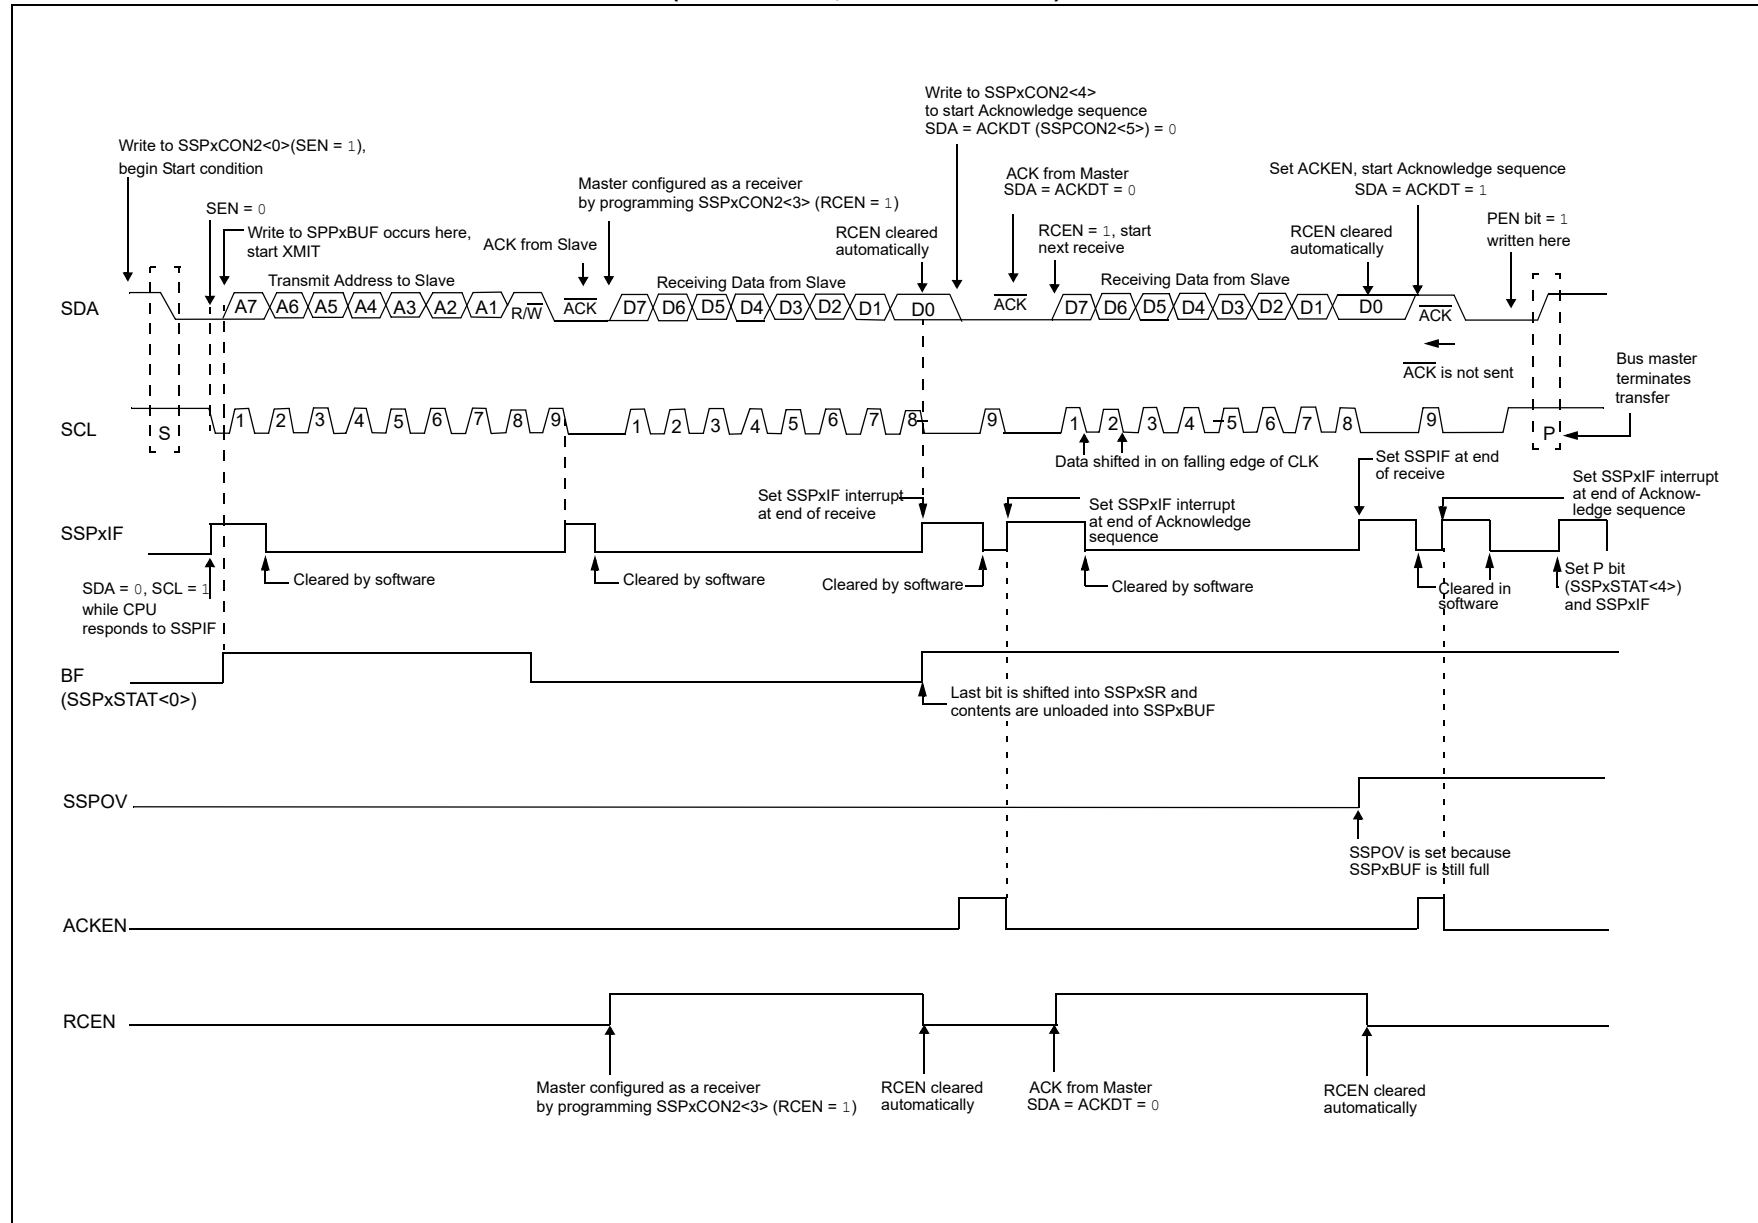 Write to SSPxCON2<4>
to start Acknowledge sequence
SDA = ACKDT (SSPCON2<5>) = 0
Write to SSPxCON2<0>(SEN = 1),
begin Start condition
ACK from Master
SDA = ACKDT = 0
Set ACKEN, start Acknowledge sequence
SDA = ACKDT = 1
Master configured as a receiver
by programming SSPxCON2<3> (RCEN = 1)
SEN = 0
PEN bit = 1
written here
Write to SPPxBUF occurs here,
start XMIT
ACK from Slave
RCEN cleared
automatically
RCEN = 1, start
next receive
RCEN cleared
automatically
Transmit Address to Slave
Receiving Data from Slave
Receiving Data from Slave
SDA
A7 A6 A5 A4 A3 A2 A1 R/W ACK D7 D6 D5 D4 D3 D2 D1 D0 ACK D7 D6 D5 D4 D3 D2 D1 D0 ACK
ACK is not sent
Bus master
terminates
transfer
SCL
S 1 2 3 4 5 6 7 8 9 1 2 3 4 5 6 7 8 9 1 2 3 4 5 6 7 8 9 P
Data shifted in on falling edge of CLK
Set SSPIF at end
of receive
Set SSPxIF interrupt
at end of receive
Set SSPxIF interrupt
at end of Acknowledge
sequence
Set SSPxIF interrupt
at end of Acknow-
ledge sequence
SSPxIF
SDA = 0, SCL = 1
while CPU
responds to SSPIF
Cleared by software
Cleared by software
Cleared by software
Cleared by software
Cleared in
software
Set P bit
(SSPxSTAT<4>)
and SSPxIF
BF
(SSPxSTAT<0>)
Last bit is shifted into SSPxSR and
contents are unloaded into SSPxBUF
SSPOV
SSPOV is set because
SSPxBUF is still full
ACKEN
RCEN
Master configured as a receiver
by programming SSPxCON2<3> (RCEN = 1)
RCEN cleared
automatically
ACK from Master
SDA = ACKDT = 0
RCEN cleared
automatically